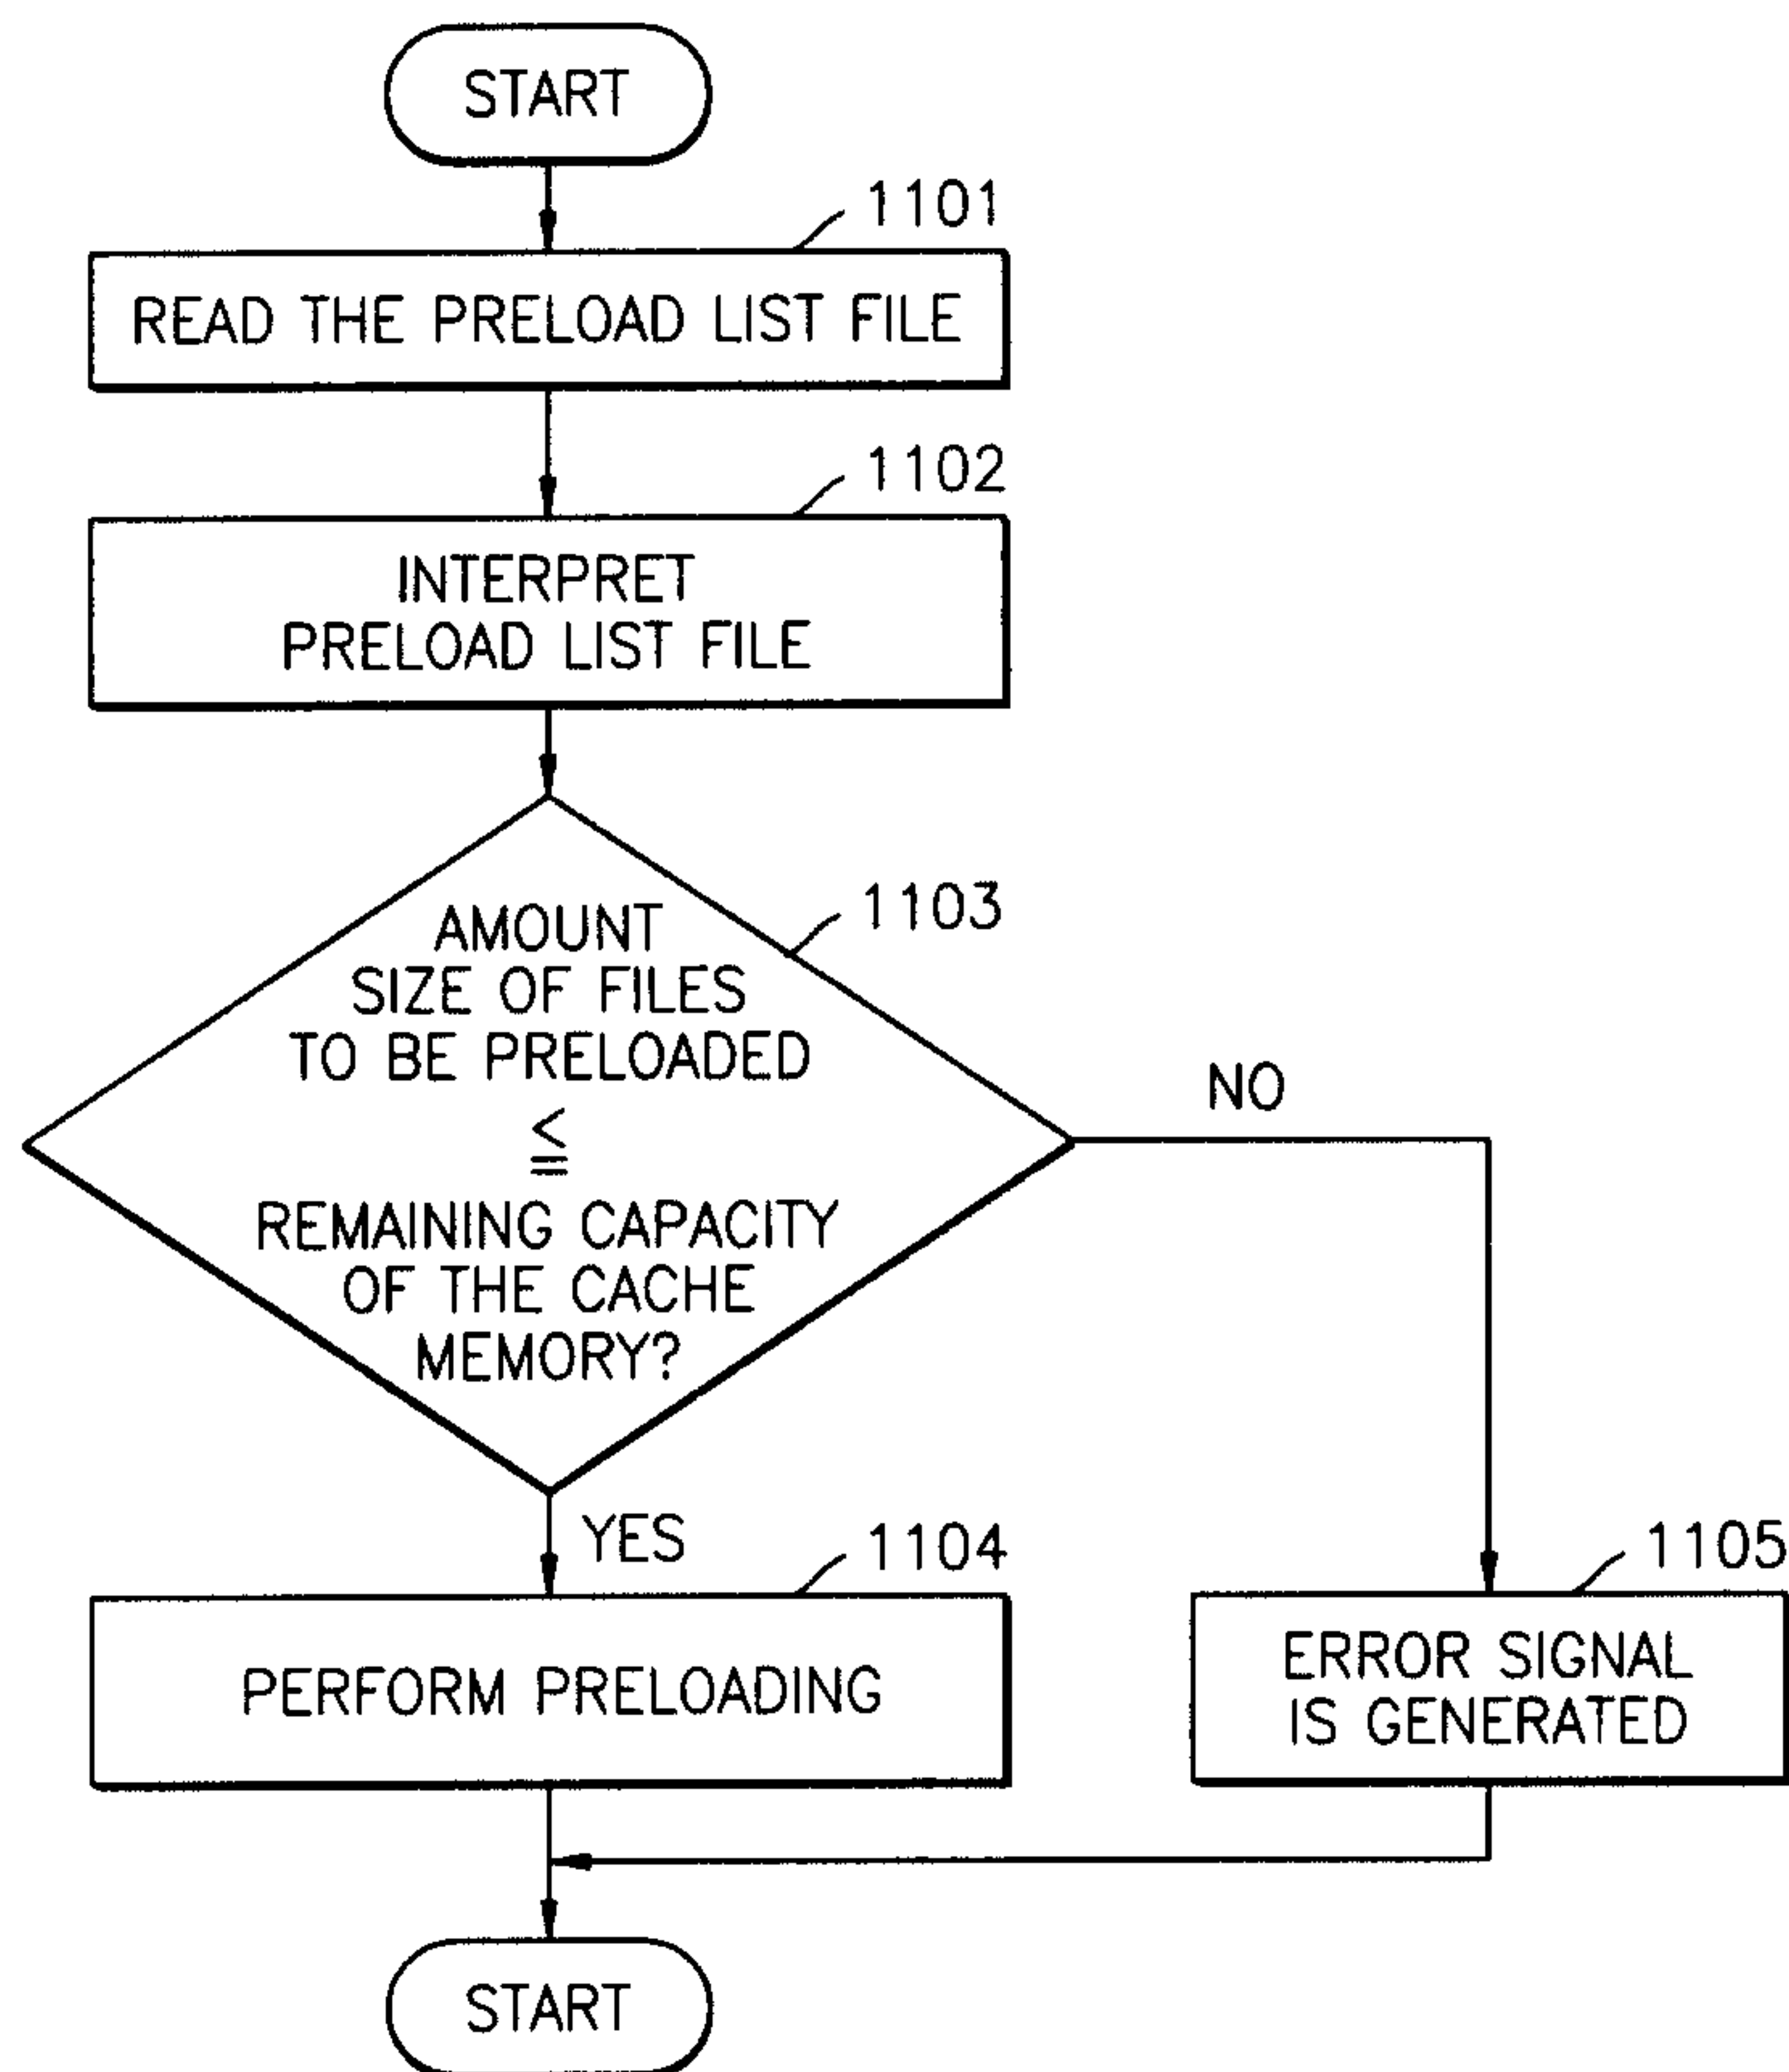 START
1101
READ THE PRELOAD LIST FILE
1102
INTERPRET
PRELOAD LIST FILE
1103
AMOUNT
SIZE OF FILES
TO BE PRELOADED
≦
REMAINING CAPACITY
OF THE CACHE
MEMORY?
NO
YES
1104
PERFORM PRELOADING
1105
ERROR SIGNAL
IS GENERATED
START